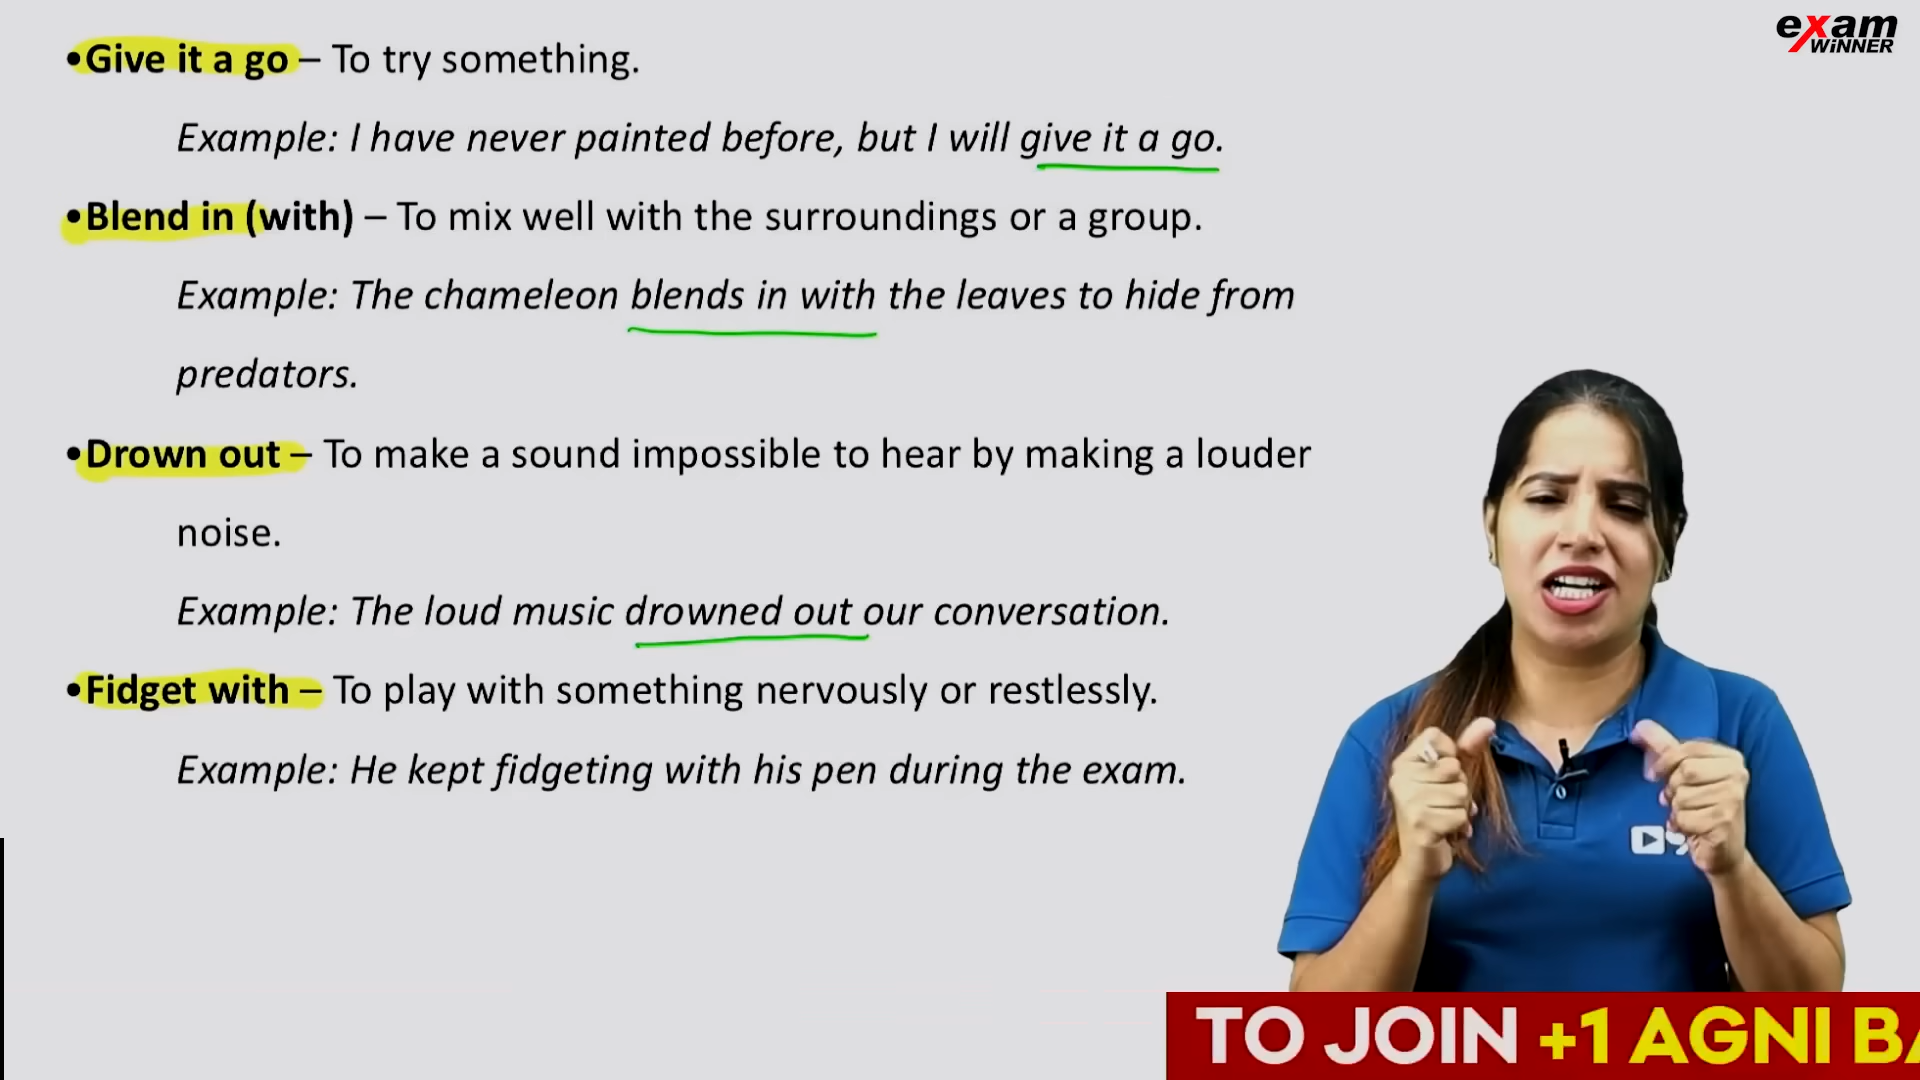 exam
WiNNER
•Give it a go – To try something.
Example: I have never painted before, but I will give it a go.
•Blend in (with) – To mix well with the surroundings or a group.
Example: The chameleon blends in with the leaves to hide from
predators.
•Drown out – To make a sound impossible to hear by making a louder
noise.
Example: The loud music drowned out our conversation.
•Fidget with – To play with something nervously or restlessly.
Example: He kept fidgeting with his pen during the exam.
TO JOIN +1 AGNI